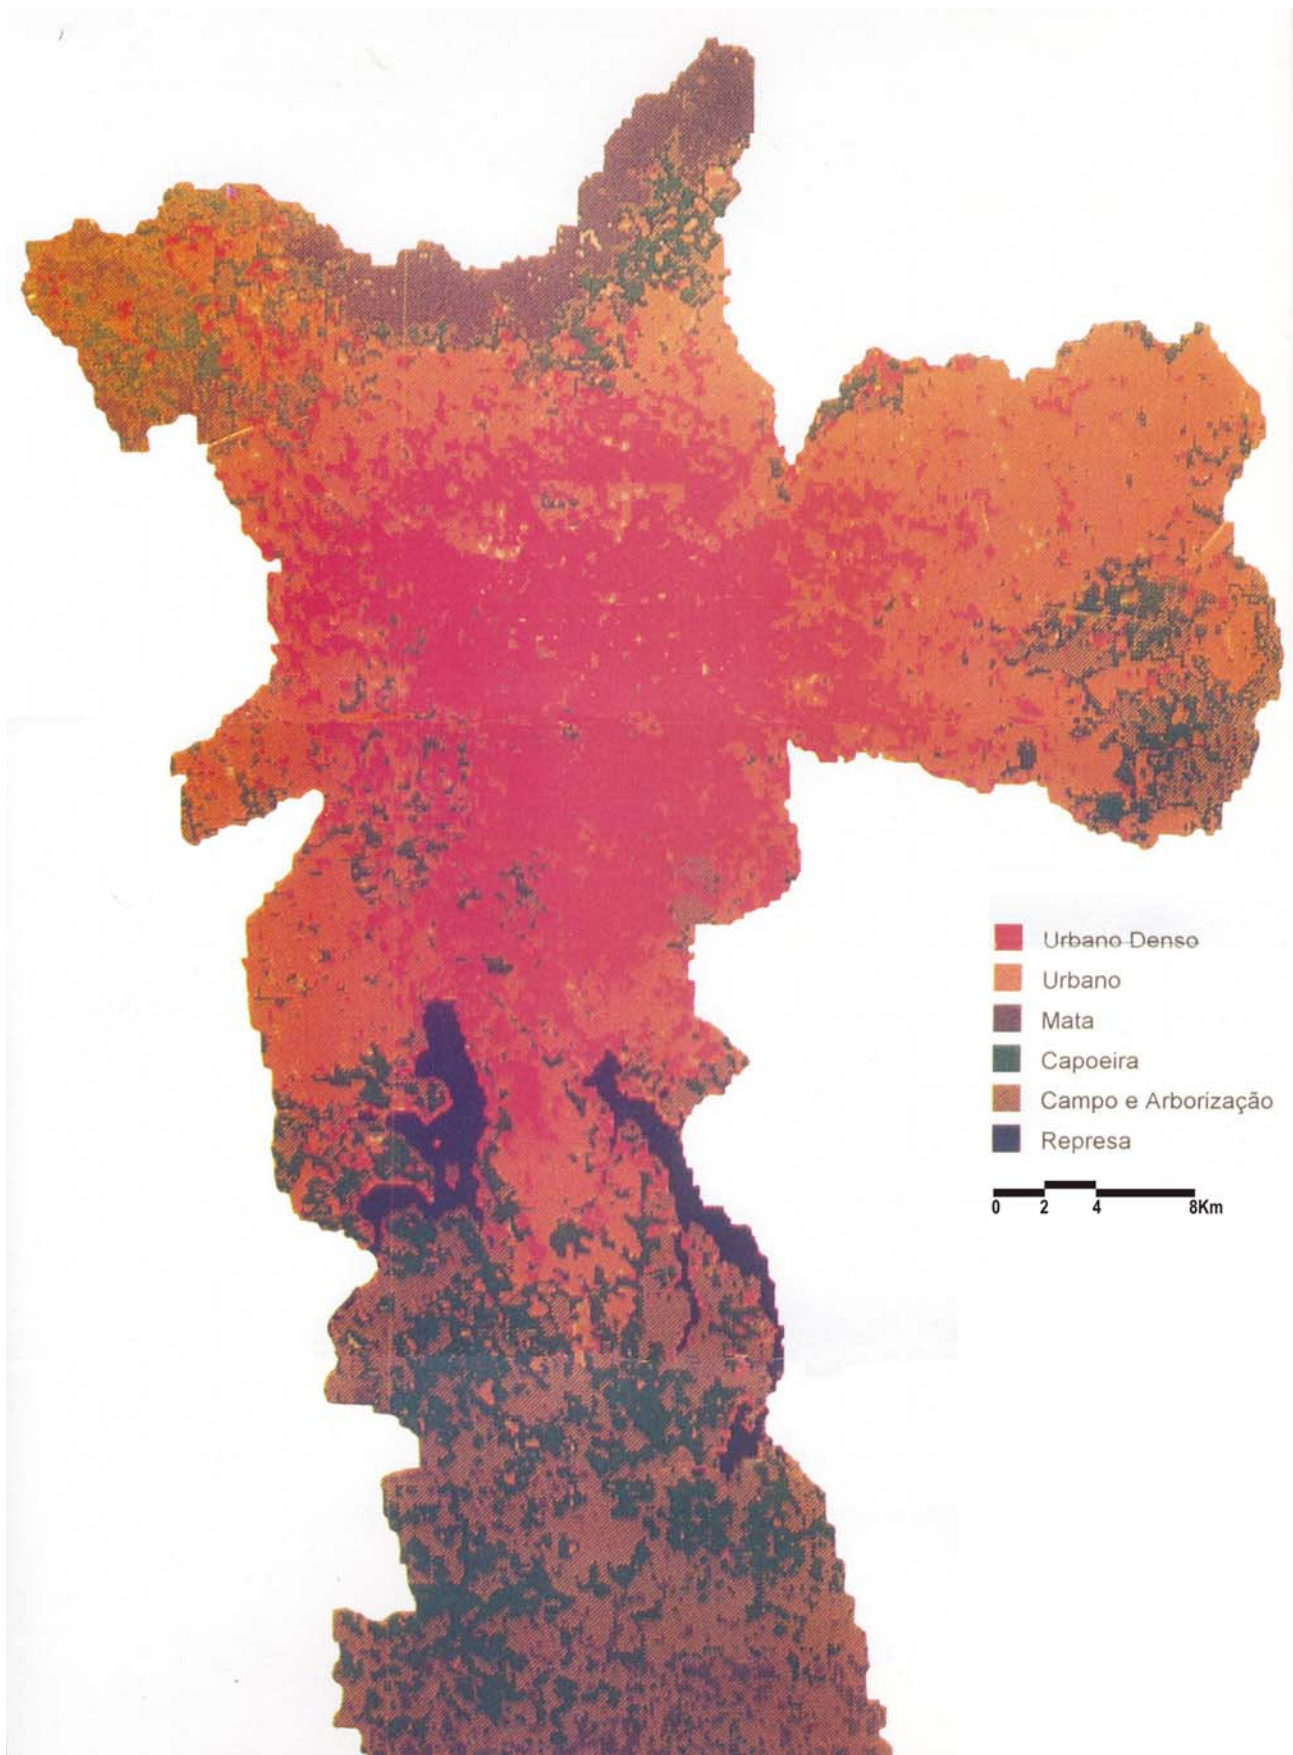 Urbano Denso
Urbano
Mata
Capoeira
Campo e Arborização
Represa
0 2 4 8Km